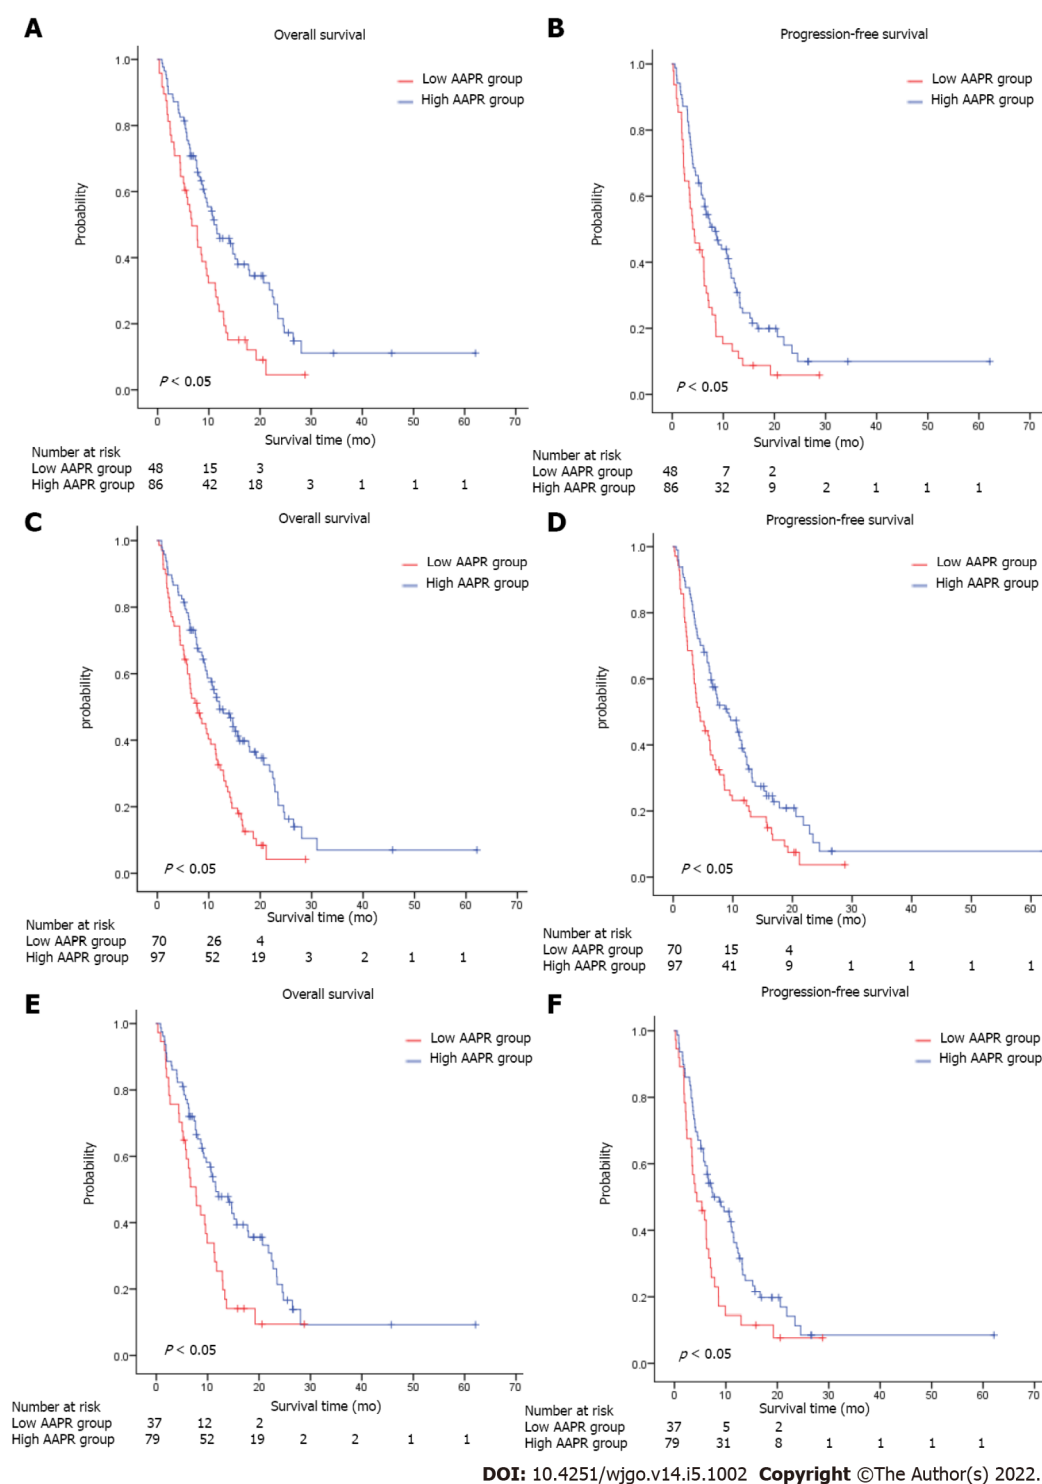 A
Overall survival
1.0
0.8
0.6
0.4
0.2
0.0
Probability
Low AAPR group
High AAPR group
P < 0.05
0 10 20 30 40 50 60 70
Survival time (mo)
Number at risk
Low AAPR group 48 15 3
High AAPR group 86 42 18 3 1 1 1
B
Progression-free survival
1.0
0.8
0.6
0.4
0.2
0.0
Probability
Low AAPR group
High AAPR group
P < 0.05
0 10 20 30 40 50 60 70
Survival time (mo)
Number at risk
Low AAPR group 48 7 2
High AAPR group 86 32 9 2 1 1 1
C
Overall survival
1.0
0.8
0.6
0.4
0.2
0.0
probability
Low AAPR group
High AAPR group
P < 0.05
0 10 20 30 40 50 60 70
Survival time (mo)
Number at risk
Low AAPR group 70 26 4
High AAPR group 97 52 19 3 2 1 1
D
Progression-free survival
1.0
0.8
0.6
0.4
0.2
0.0
probability
Low AAPR group
High AAPR group
P < 0.05
0 10 20 30 40 50 60
Survival time (mo)
Number at risk
Low AAPR group 70 15 4
High AAPR group 97 41 9 1 1 1 1
E
Overall survival
1.0
0.8
0.6
0.4
0.2
0.0
Probability
Low AAPR group
High AAPR group
P < 0.05
0 10 20 30 40 50 60 70
Survival time (mo)
Number at risk
Low AAPR group 37 12 2
High AAPR group 79 52 19 2 2 1 1
F
Progression-free survival
1.0
0.8
0.6
0.4
0.2
0.0
Probability
Low AAPR group
High AAPR group
p < 0.05
0 10 20 30 40 50 60 70
Survival time (mo)
Number at risk
Low AAPR group 37 5 2
High AAPR group 79 31 8 1 1 1 1
DOI: 10.4251/wjgo.v14.i5.1002 Copyright ©The Author(s) 2022.